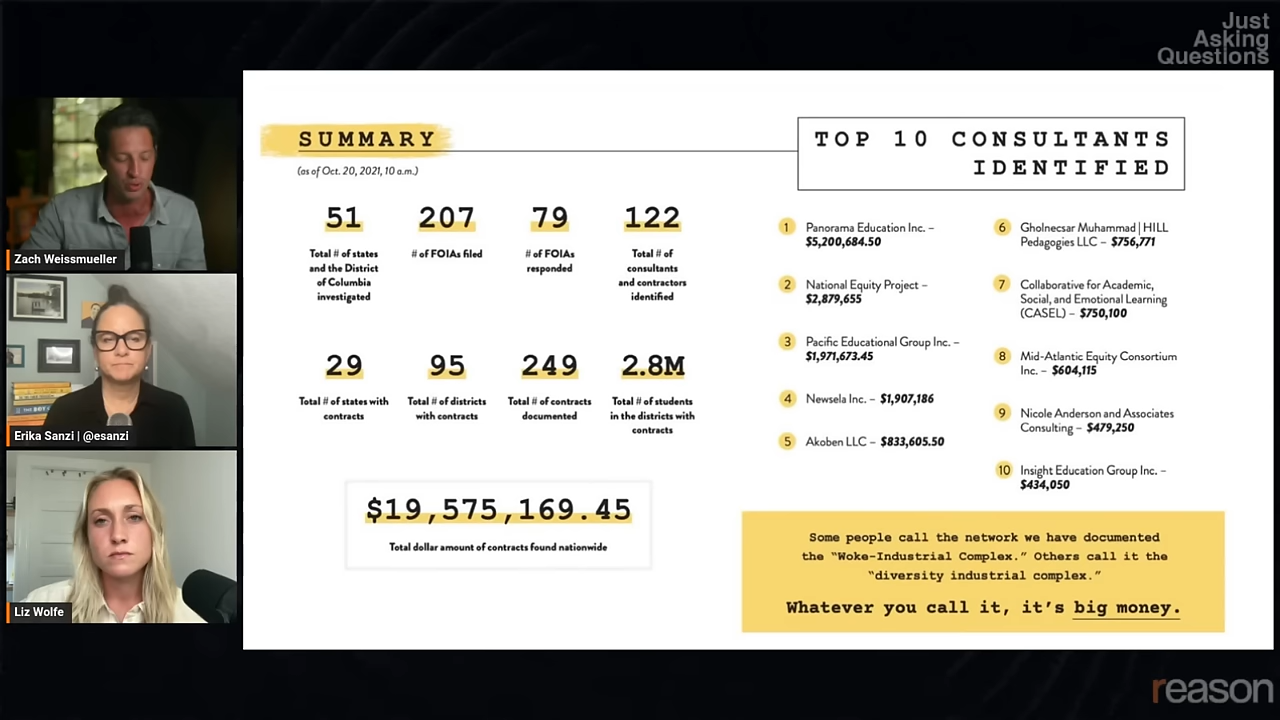 Just
Asking
Questions
Zach Weissmueller
Erika Sanzi | @esanzi
Liz Wolfe
SUMMARY
(as of Oct. 20, 2021, 10 a.m.)
51
Total # of states
and the District
of Columbia
investigated
207
# of FOIAs filed
79
# of FOIAs
responded
122
Total # of
consultants
and contractors
identified
29
Total # of states with
contracts
95
Total # of districts
with contracts
249
Total # of contracts
documented
2.8M
Total # of students
in the districts with
contracts
$19,575,169.45
Total dollar amount of contracts found nationwide
TOP 10 CONSULTANTS
IDENTIFIED
1 Panorama Education Inc. –
$5,200,684.50
2 National Equity Project –
$2,879,655
3 Pacific Educational Group Inc. –
$1,971,673.45
4 Newsela Inc. – $1,907,186
5 Akoben LLC – $833,605.50
6 Gholnecsar Muhammad | HILL
Pedagogies LLC – $756,771
7 Collaborative for Academic,
Social, and Emotional Learning
(CASEL) – $750,100
8 Mid-Atlantic Equity Consortium
Inc. – $604,115
9 Nicole Anderson and Associates
Consulting – $479,250
10 Insight Education Group Inc. –
$434,050
Some people call the network we have documented
the “Woke-Industrial Complex.” Others call it the
“diversity industrial complex.”
Whatever you call it, it’s big money.
reason